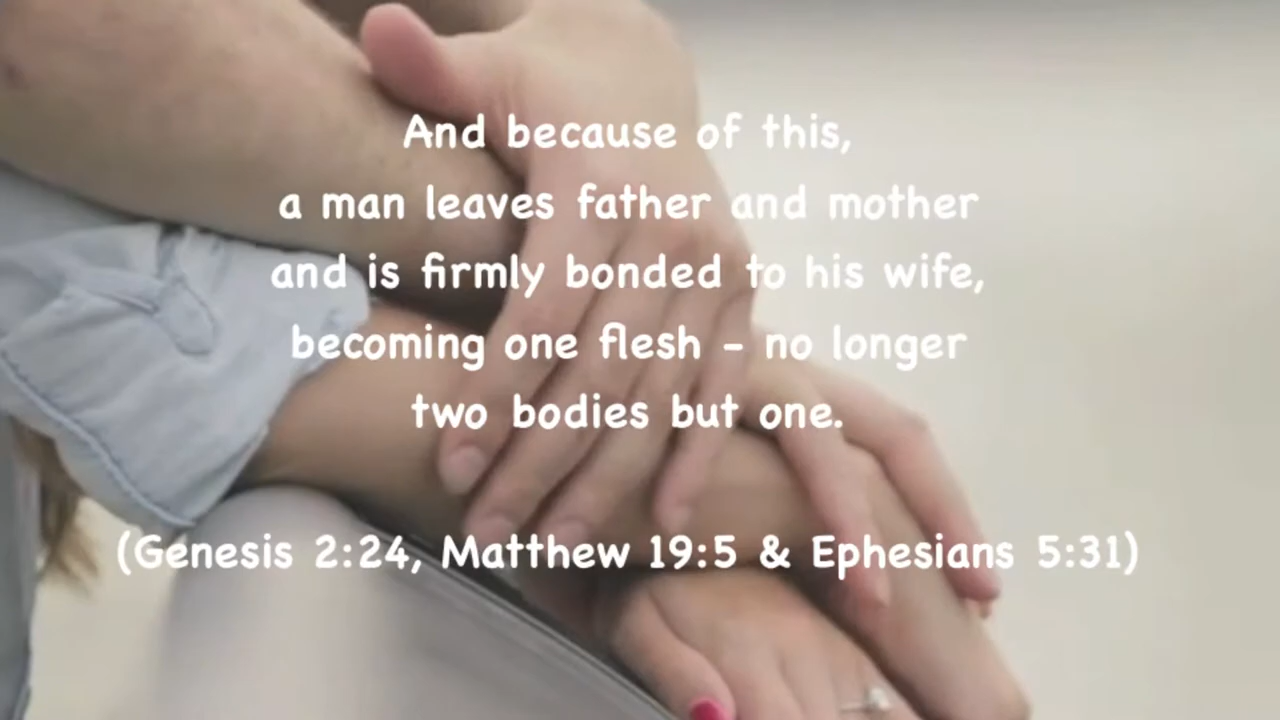 And because of this,
a man leaves father and mother
and is firmly bonded to his wife,
becoming one flesh - no longer
two bodies but one.
(Genesis 2:24, Matthew 19:5 & Ephesians 5:31)